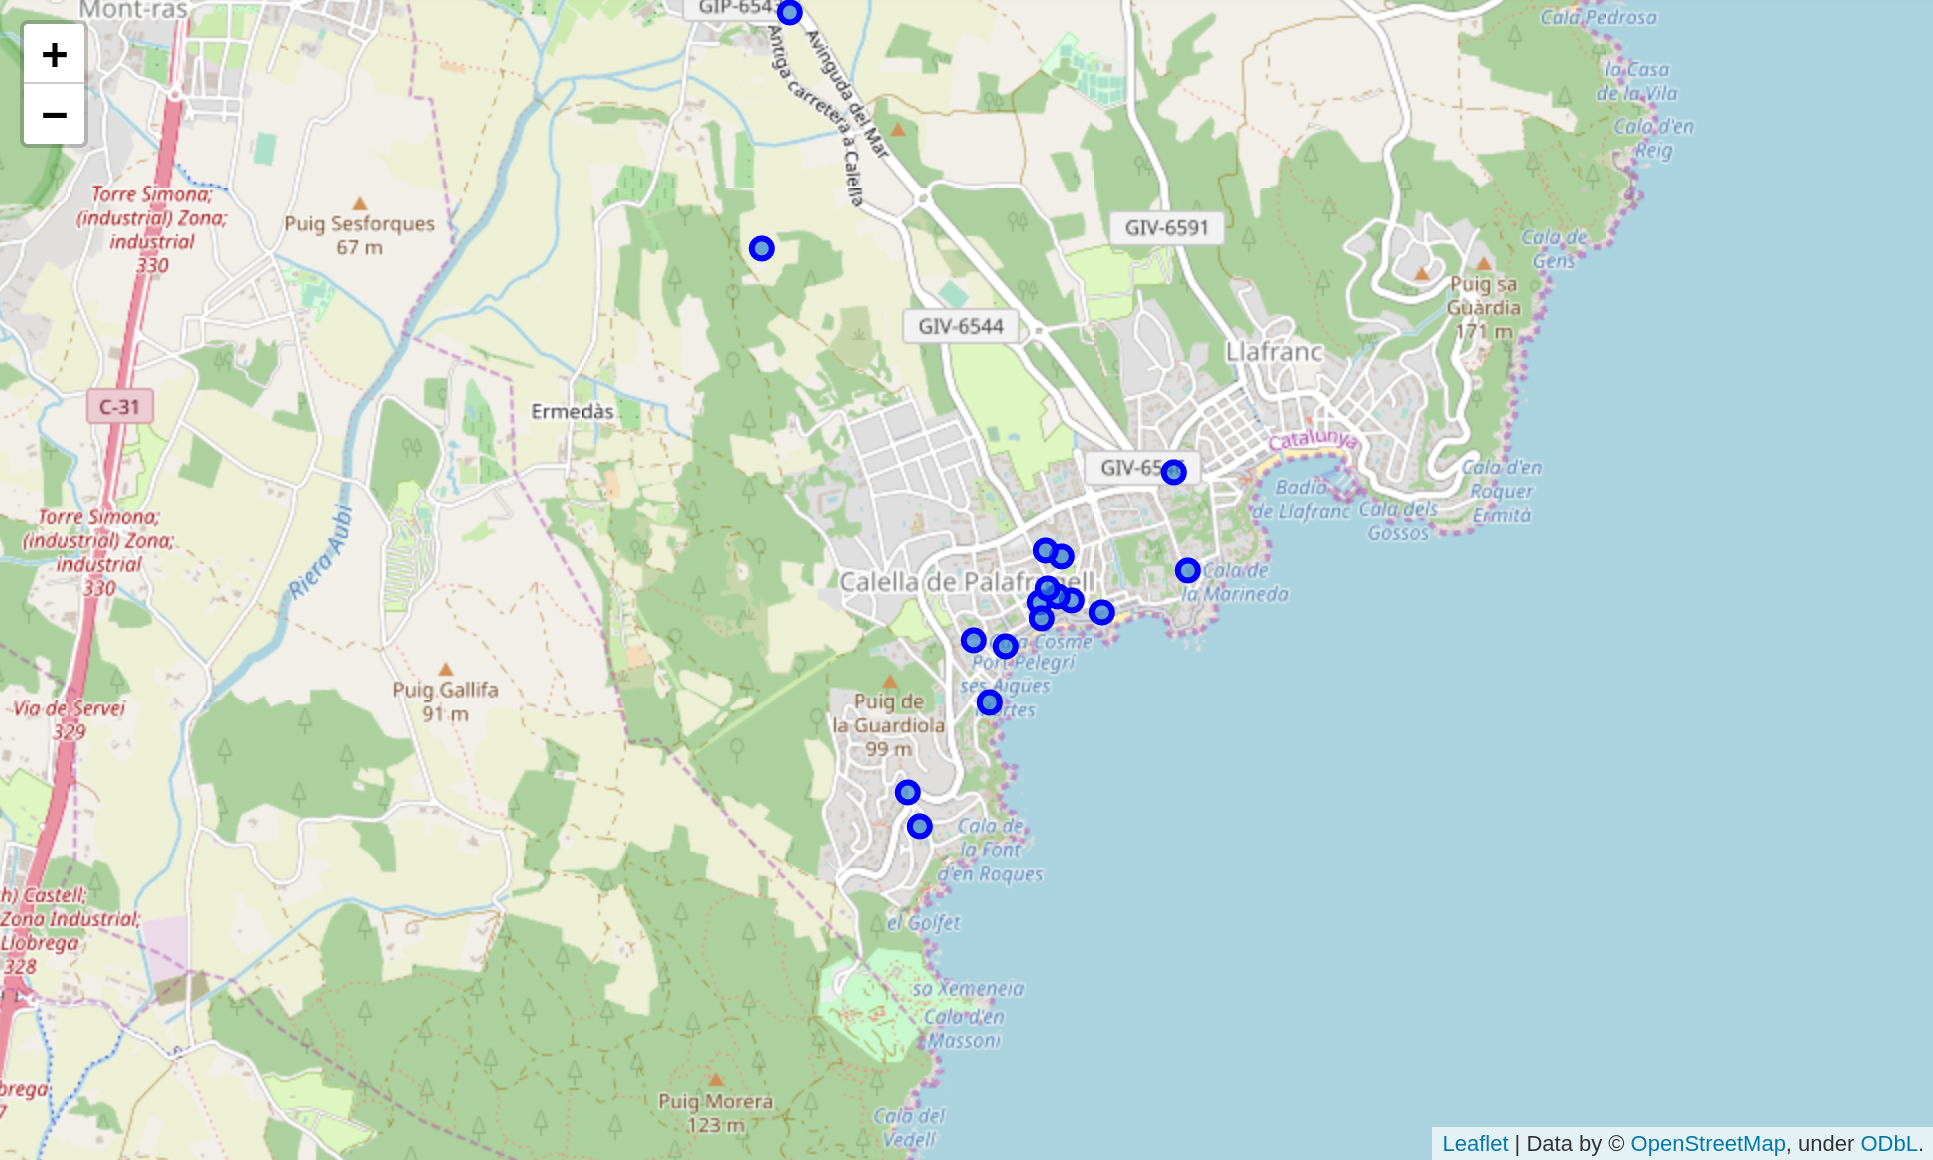 Mont-ras
GIP-6543
Cala Pedrosa
+
−
Antiga carretera a Calella
Avinguda del Mar
la Casa
de la Vila
Cala d'en
Reig
Torre Simona;
(industrial) Zona;
industrial
330
Puig Sesforques
67 m
GIV-6591
Cala de
Gens
Puig sa
Guàrdia
171 m
GIV-6544
Llafranc
C-31
Ermedàs
Catalunya
Cala d'en
Roquer
Ermità
Badia
de Llafranc
Cala dels
Gossos
Torre Simona;
(industrial) Zona;
industrial
330
Riera Aubi
Calella de Palafrugell
Cala de
la Marineda
Port Pelegrí
ses Aigües
Puig Gallifa
91 m
Puig de
la Guardiola
99 m
Via de Servei
329
Cala de
la Font
d'en Roques
h) Castell;
Zona Industrial;
Llobrega
328
el Golfet
sa Xemeneia
Cala d'en
Massoni
Puig Morera
123 m
brega
7
Cala del
Vedell
Leaflet | Data by © OpenStreetMap, under ODbL.